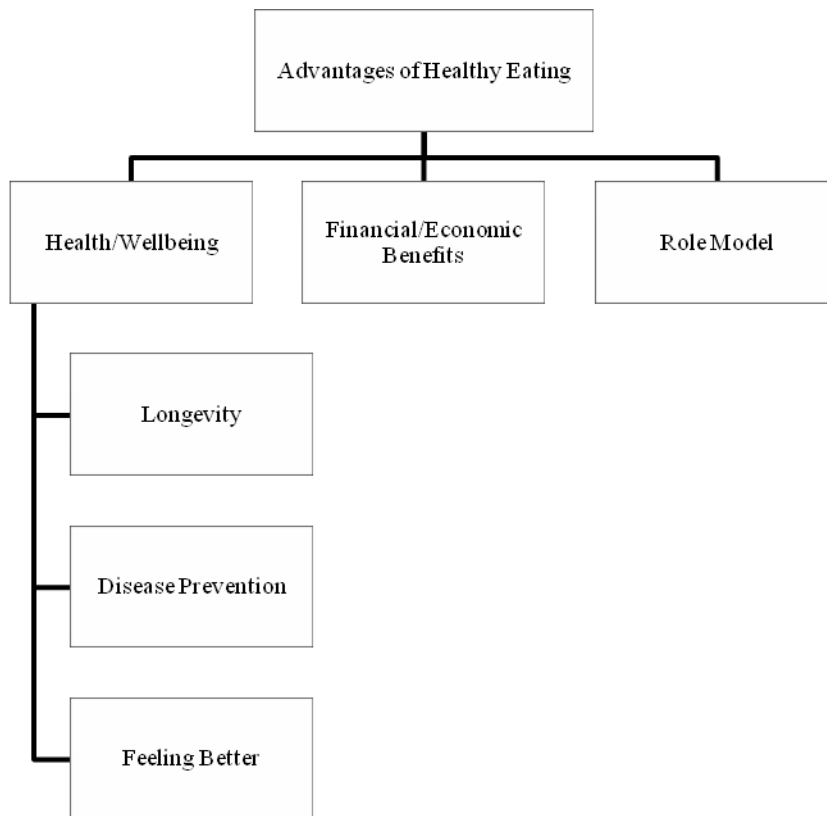 Advantages of Healthy Eating
Health/Wellbeing
Financial/Economic
Benefits
Role Model
Longevity
Disease Prevention
Feeling Better